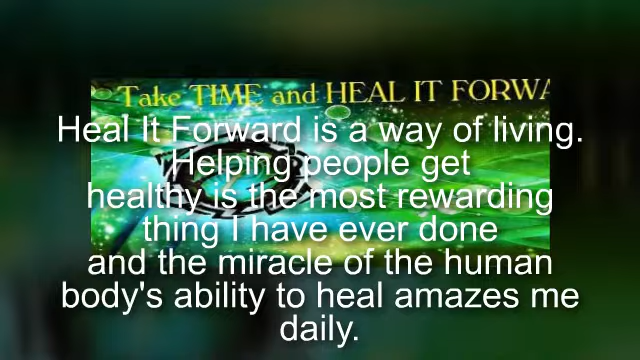 Take TIME and HEAL IT FORWA
Heal It Forward is a way of living.
Helping people get
healthy is the most rewarding
thing I have ever done
and the miracle of the human
body's ability to heal amazes me
daily.